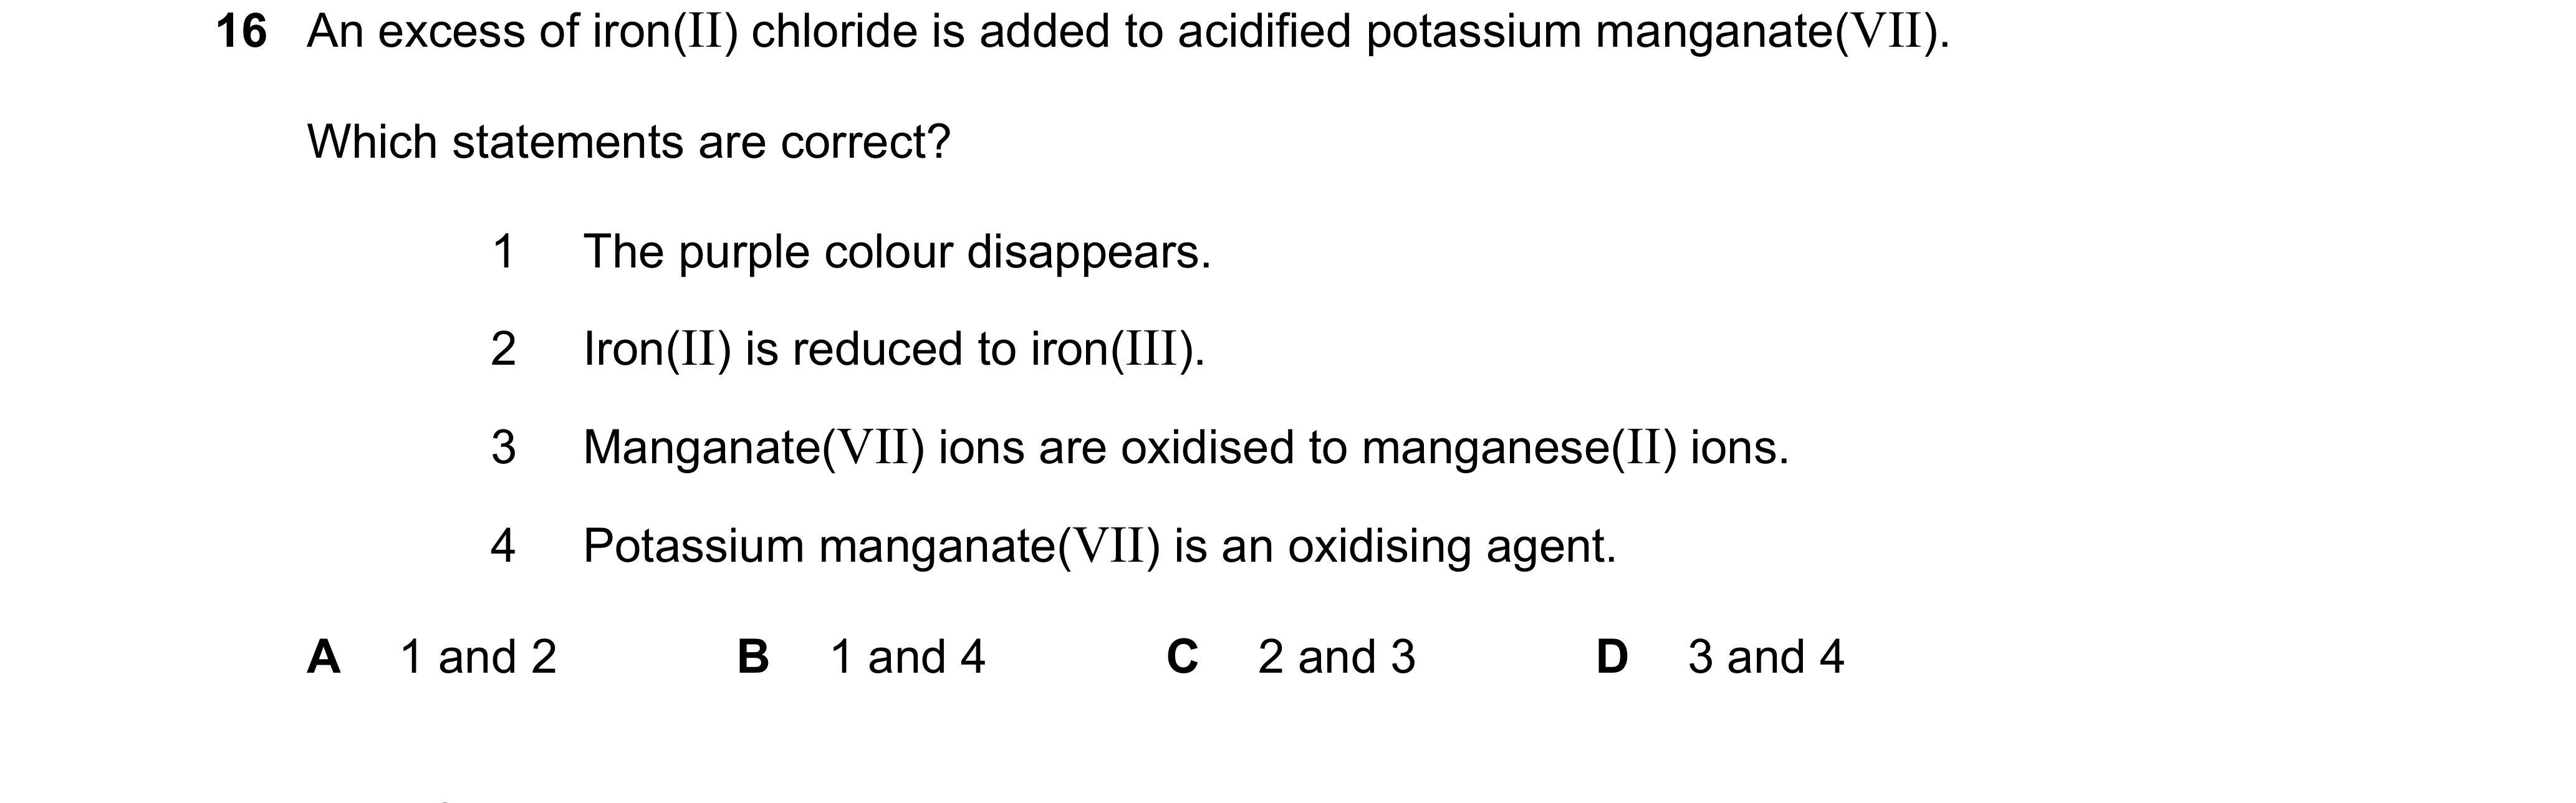 16 An excess of iron(II) chloride is added to acidified potassium manganate(VII).
Which statements are correct?
1 The purple colour disappears.
2 Iron(II) is reduced to iron(III).
3 Manganate(VII) ions are oxidised to manganese(II) ions.
4 Potassium manganate(VII) is an oxidising agent.
A 1 and 2 B 1 and 4 C 2 and 3 D 3 and 4